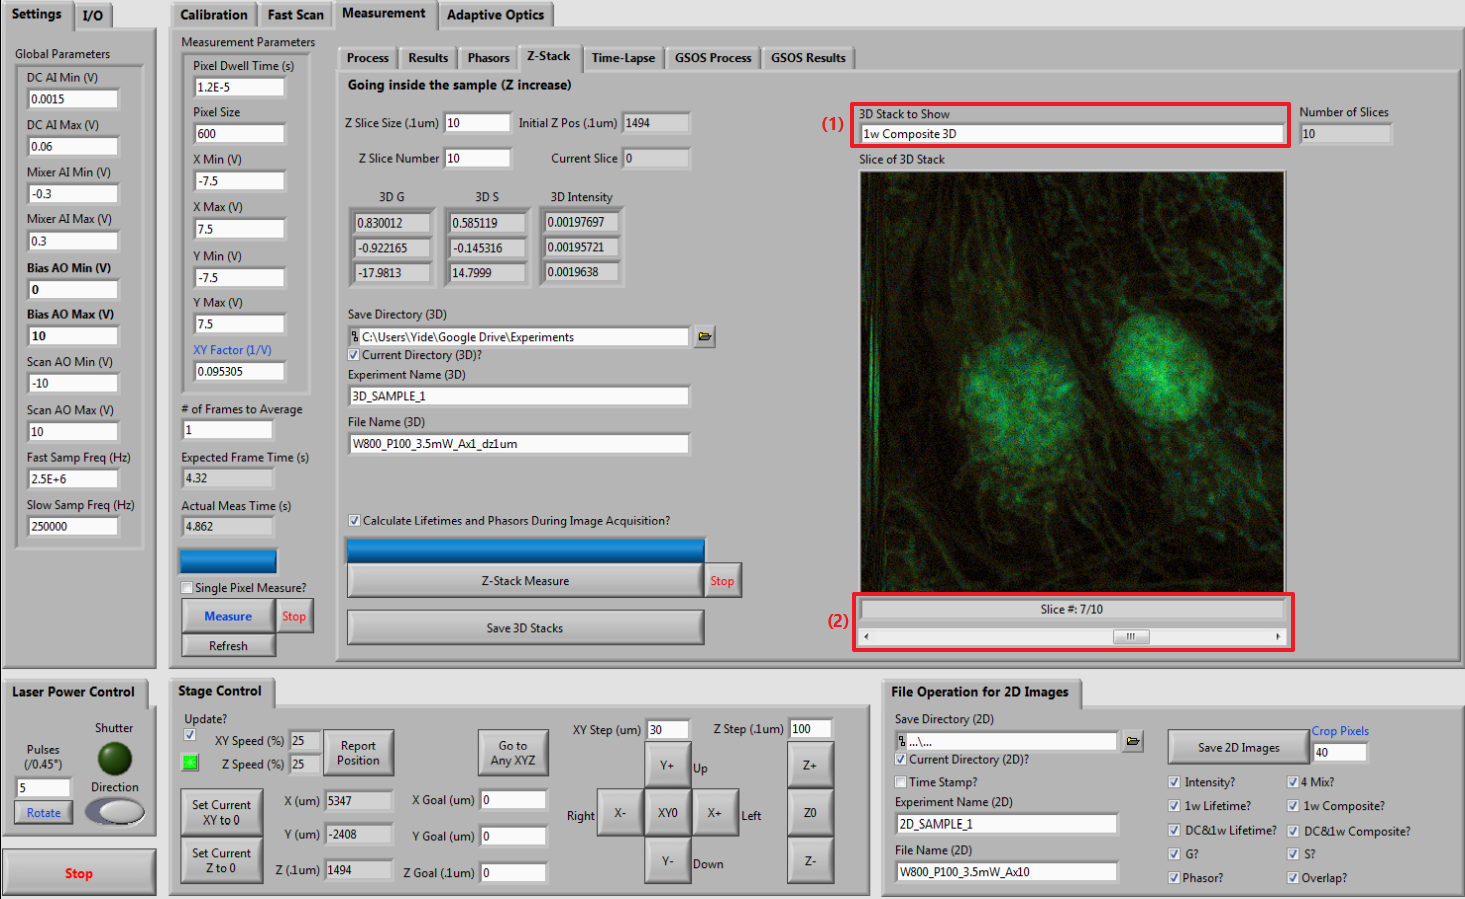 Settings
I/O
Global Parameters
DC AI Min (V)
0.0015
DC AI Max (V)
0.06
Mixer AI Min (V)
-0.3
Mixer AI Max (V)
0.3
Bias AO Min (V)
0
Bias AO Max (V)
10
Scan AO Min (V)
-10
Scan AO Max (V)
10
Fast Samp Freq (Hz)
2.5E+6
Slow Samp Freq (Hz)
250000
Calibration
Fast Scan
Measurement
Adaptive Optics
Measurement Parameters
Pixel Dwell Time (s)
1.2E-5
Pixel Size
600
X Min (V)
-7.5
X Max (V)
7.5
Y Min (V)
-7.5
Y Max (V)
7.5
XY Factor (1/V)
0.095305
# of Frames to Average
1
Expected Frame Time (s)
4.32
Actual Meas Time (s)
4.862
Single Pixel Measure?
Measure
Stop
Refresh
Process
Results
Phasors
Z-Stack
Time-Lapse
GSOS Process
GSOS Results
Going inside the sample (Z increase)
Z Slice Size (.1um) 10
Initial Z Pos (.1um) 1494
Z Slice Number 10
Current Slice 0
3D G
3D S
3D Intensity
0.830012
0.585119
0.00197697
-0.922165
-0.145316
0.00195721
-17.9813
14.7999
0.0019638
Save Directory (3D)
C:\Users\Yide\Google Drive\Experiments
Current Directory (3D)?
Experiment Name (3D)
3D_SAMPLE_1
File Name (3D)
W800_P100_3.5mW_Ax1_dz1um
Calculate Lifetimes and Phasors During Image Acquisition?
Z-Stack Measure
Stop
Save 3D Stacks
(1)
3D Stack to Show
1w Composite 3D
Number of Slices
10
Slice of 3D Stack
(2)
Slice #: 7/10
Laser Power Control
Shutter
Pulses
(/0.45°)
5
Direction
Rotate
Stop
Stage Control
Update?
XY Speed (%) 25
Z Speed (%) 25
Report
Position
Go to
Any XYZ
Set Current
XY to 0
Set Current
Z to 0
X (um) 5347
Y (um) -2408
Z (.1um) 1494
X Goal (um) 0
Y Goal (um) 0
Z Goal (.1um) 0
XY Step (um) 30
Z Step (.1um) 100
Y+
Up
Right
X-
XY0
X+
Left
Y-
Down
Z+
Z0
Z-
File Operation for 2D Images
Save Directory (2D)
...\...
Current Directory (2D)?
Time Stamp?
Experiment Name (2D)
2D_SAMPLE_1
File Name (2D)
W800_P100_3.5mW_Ax10
Save 2D Images
Crop Pixels
40
Intensity?
4 Mix?
1w Lifetime?
1w Composite?
DC&1w Lifetime?
DC&1w Composite?
G?
S?
Phasor?
Overlap?